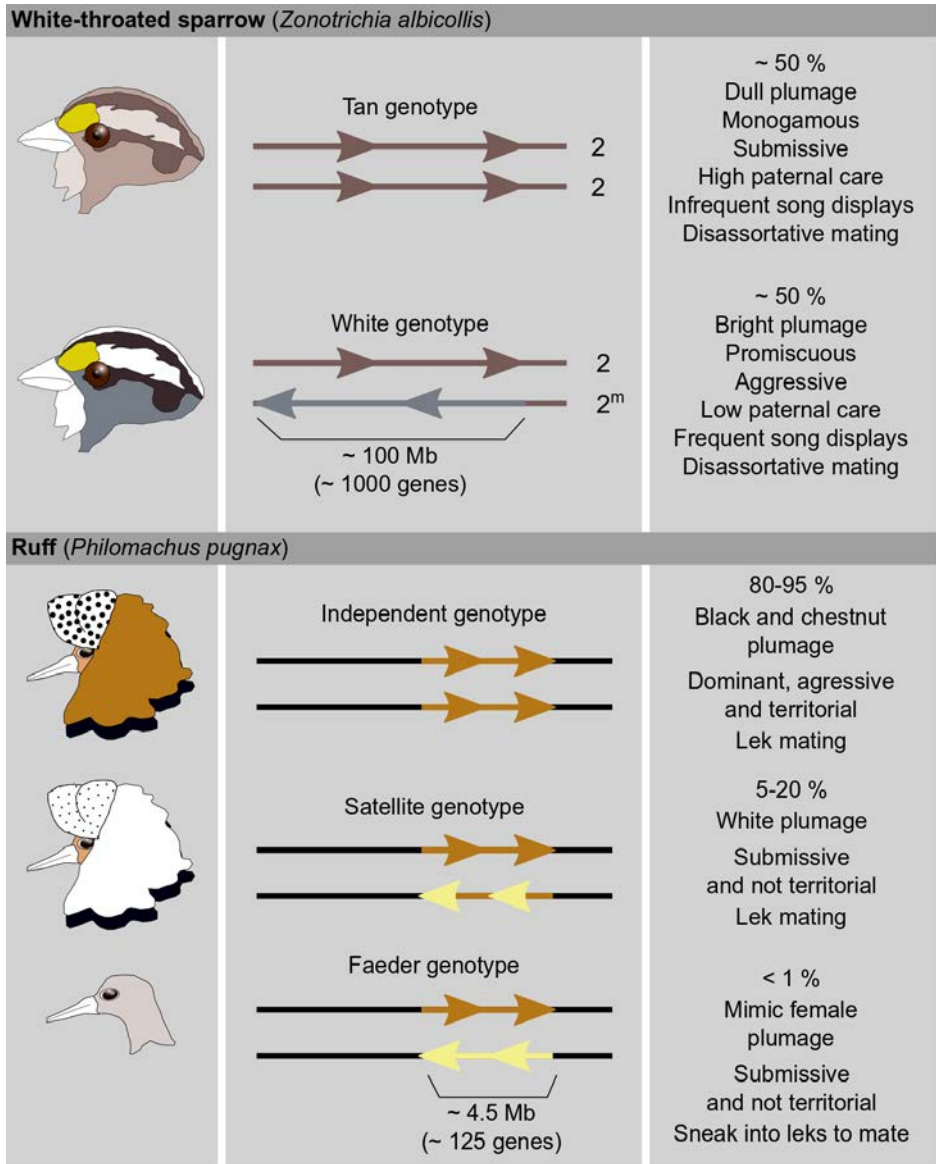 White-throated sparrow (Zonotrichia albicollis)
Tan genotype
2
2
~ 50 %
Dull plumage
Monogamous
Submissive
High paternal care
Infrequent song displays
Disassortative mating
White genotype
2
2ᵐ
~ 100 Mb
(~ 1000 genes)
~ 50 %
Bright plumage
Promiscuous
Aggressive
Low paternal care
Frequent song displays
Disassortative mating
Ruff (Philomachus pugnax)
Independent genotype
80-95 %
Black and chestnut
plumage
Dominant, agressive
and territorial
Lek mating
Satellite genotype
5-20 %
White plumage
Submissive
and not territorial
Lek mating
Faeder genotype
~ 4.5 Mb
(~ 125 genes)
< 1 %
Mimic female
plumage
Submissive
and not territorial
Sneak into leks to mate